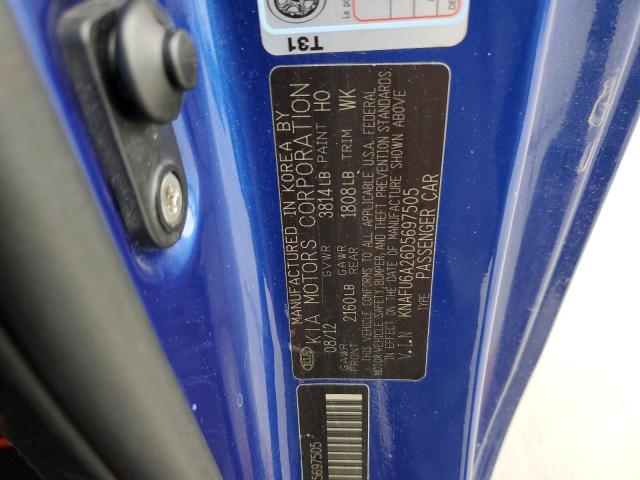 MANUFACTURED IN KOREA BY
KIA MOTORS CORPORATION
08/12 GVWR 3814LB PAINT HO
GAWR FRONT 2160LB GAWR REAR 1808LB TRIM WK
THIS VEHICLE CONFORMS TO ALL APPLICABLE U.S.A. FEDERAL
MOTOR VEHICLE SAFETY, BUMPER, AND THEFT PREVENTION STANDARDS
IN EFFECT ON THE DATE OF MANUFACTURE SHOWN ABOVE
V.I.N KNAFU6A26D5697505
TYPE PASSENGER CAR
T31
Le po
5697505